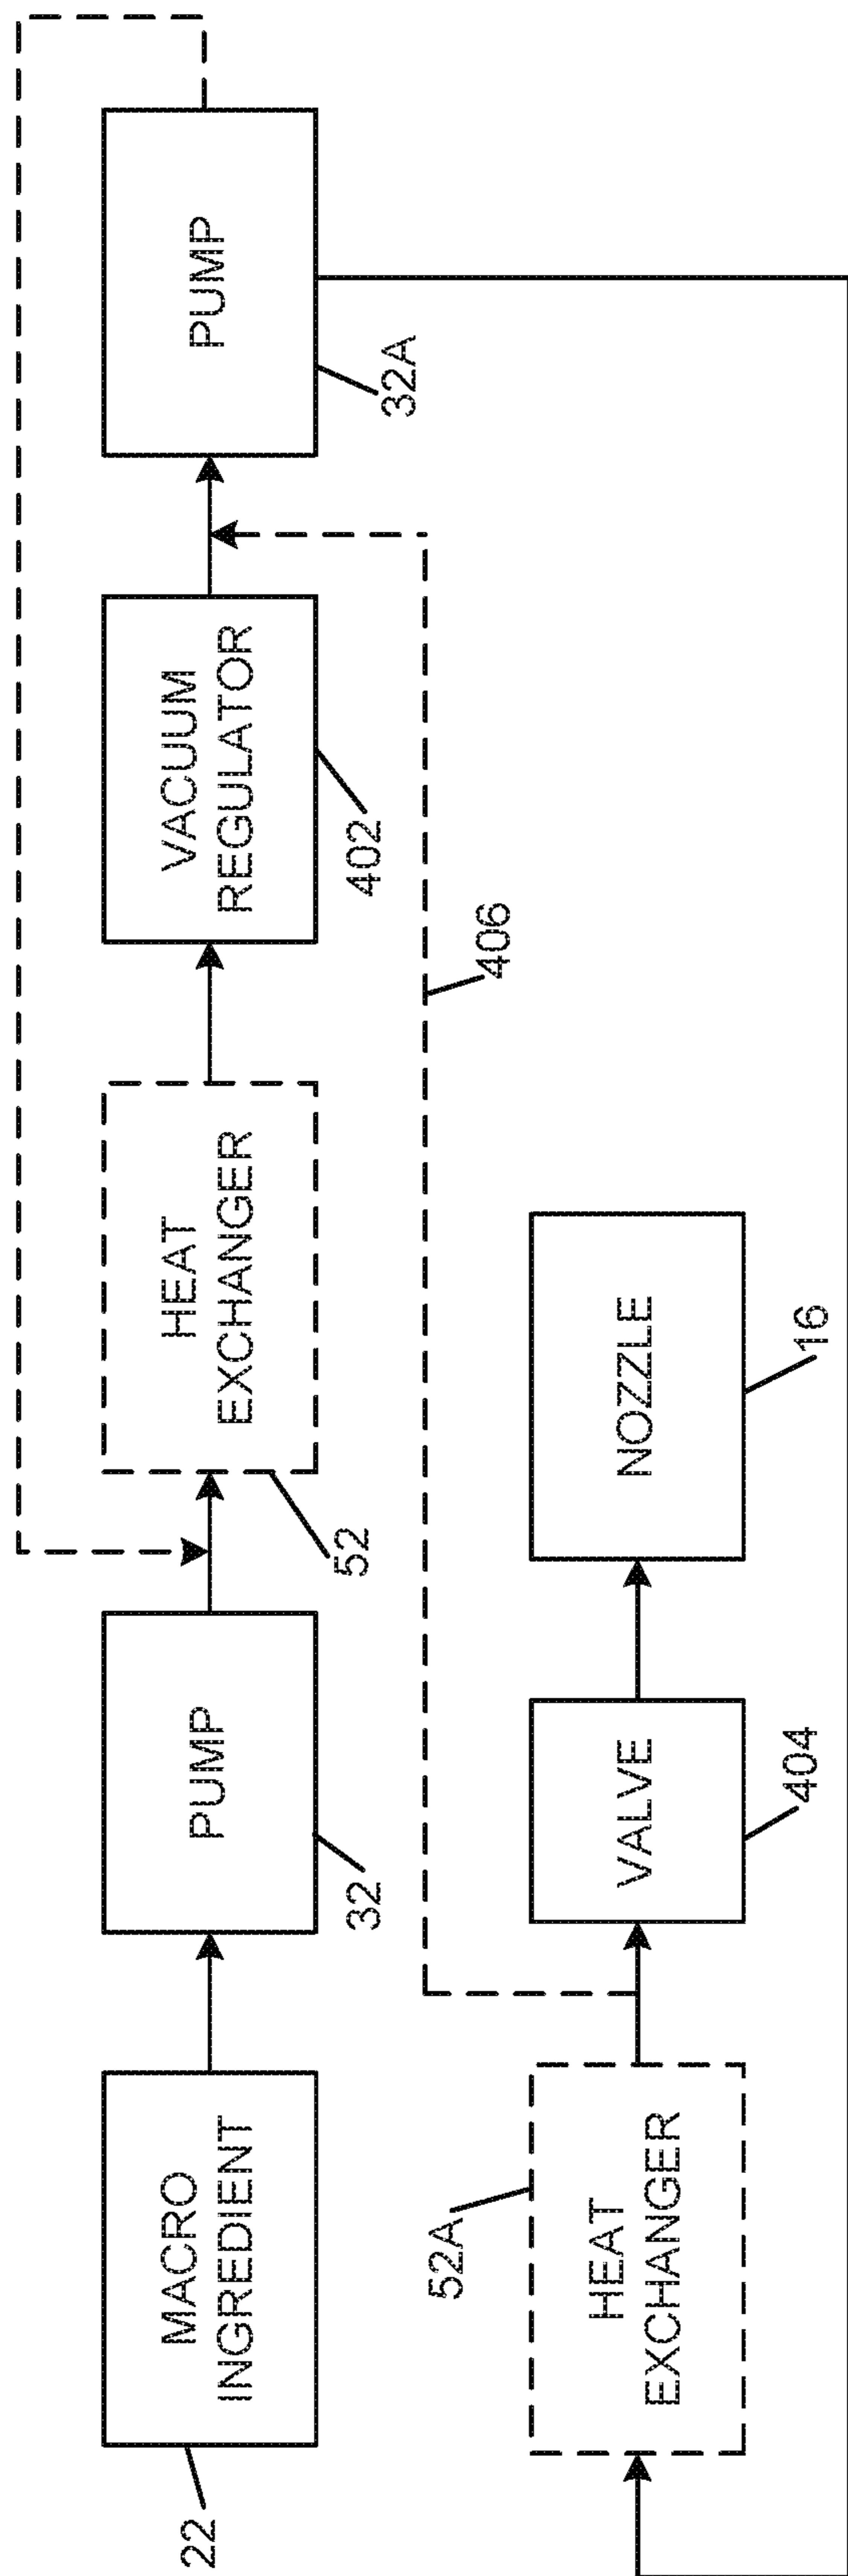 MACRO
INGREDIENT
22
PUMP
32
HEAT
EXCHANGER
52
VACUUM
REGULATOR
402
PUMP
32A
406
HEAT
EXCHANGER
52A
VALVE
404
NOZZLE
16